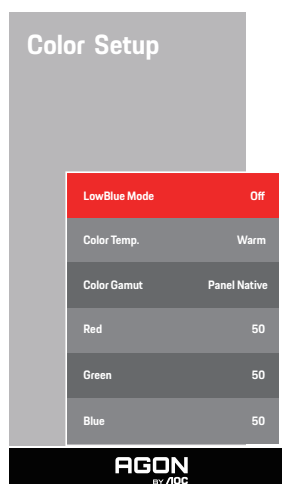 Color Setup
LowBlue Mode Off
Color Temp. Warm
Color Gamut Panel Native
Red 50
Green 50
Blue 50
AGON
BY AOC